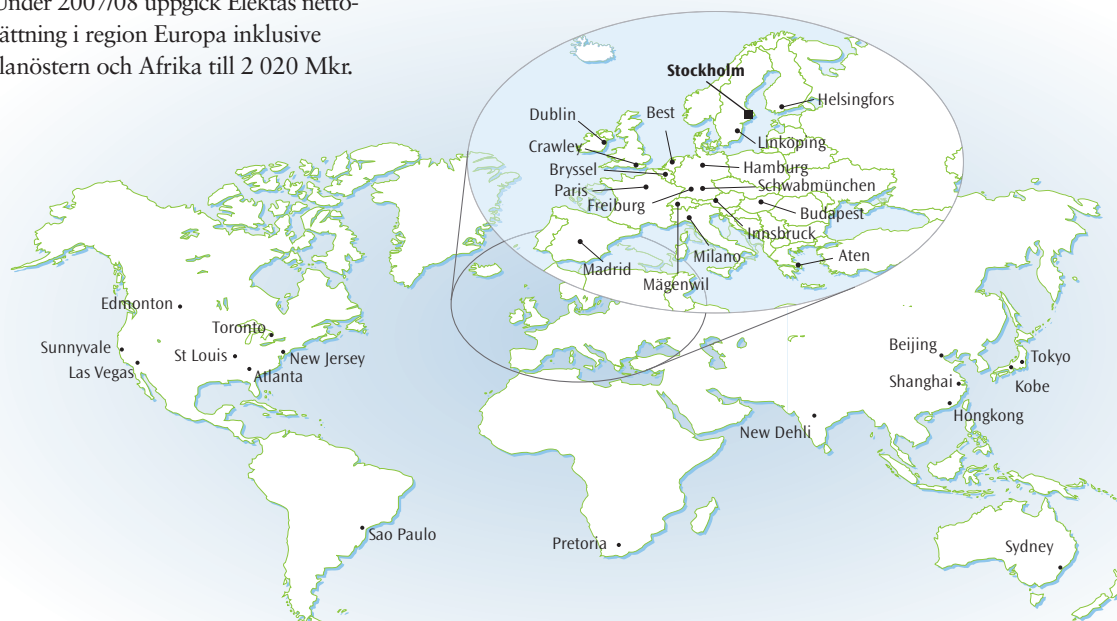 Under 2007/08 uppgick Elektas netto-
ättning i region Europa inklusive
lanöstern och Afrika till 2 020 Mkr.
Stockholm
Helsingfors
Dublin
Best
Linköping
Crawley
Bryssel
Hamburg
Paris
Schwabmünchen
Freiburg
Budapest
Innsbruck
Milano
Aten
Madrid
Mägenwil
Edmonton
Toronto
Sunnyvale
St Louis
New Jersey
Las Vegas
Atlanta
Beijing
Tokyo
Shanghai
Kobe
Hongkong
New Dehli
Sao Paulo
Pretoria
Sydney